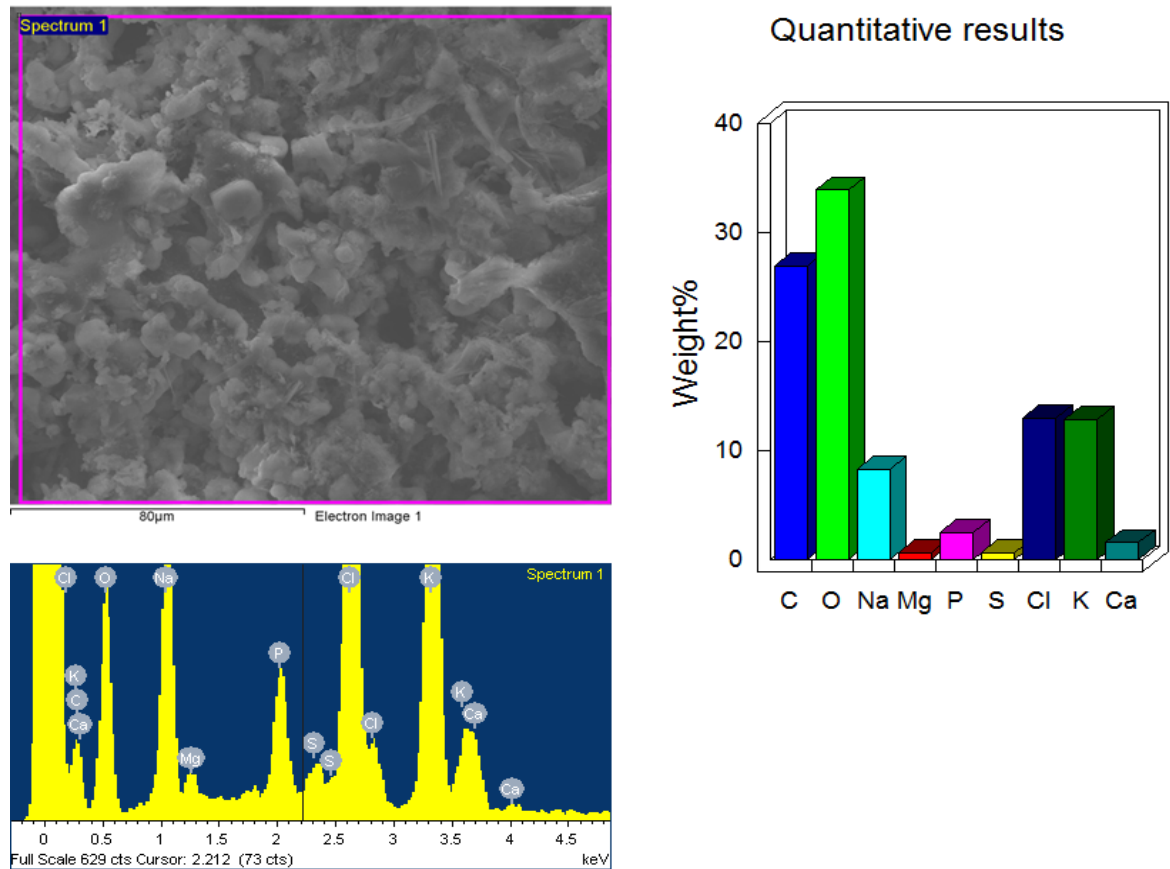 Spectrum 1
80µm Electron Image 1
Quantitative results
Weight%
40
30
20
10
0
C O Na Mg P S Cl K Ca
Spectrum 1
Cl O Na Cl K
P
K
C
Ca
K
Ca
Cl
S
S
Mg
Ca
0 0.5 1 1.5 2 2.5 3 3.5 4 4.5
Full Scale 629 cts Cursor: 2.212 (73 cts) keV